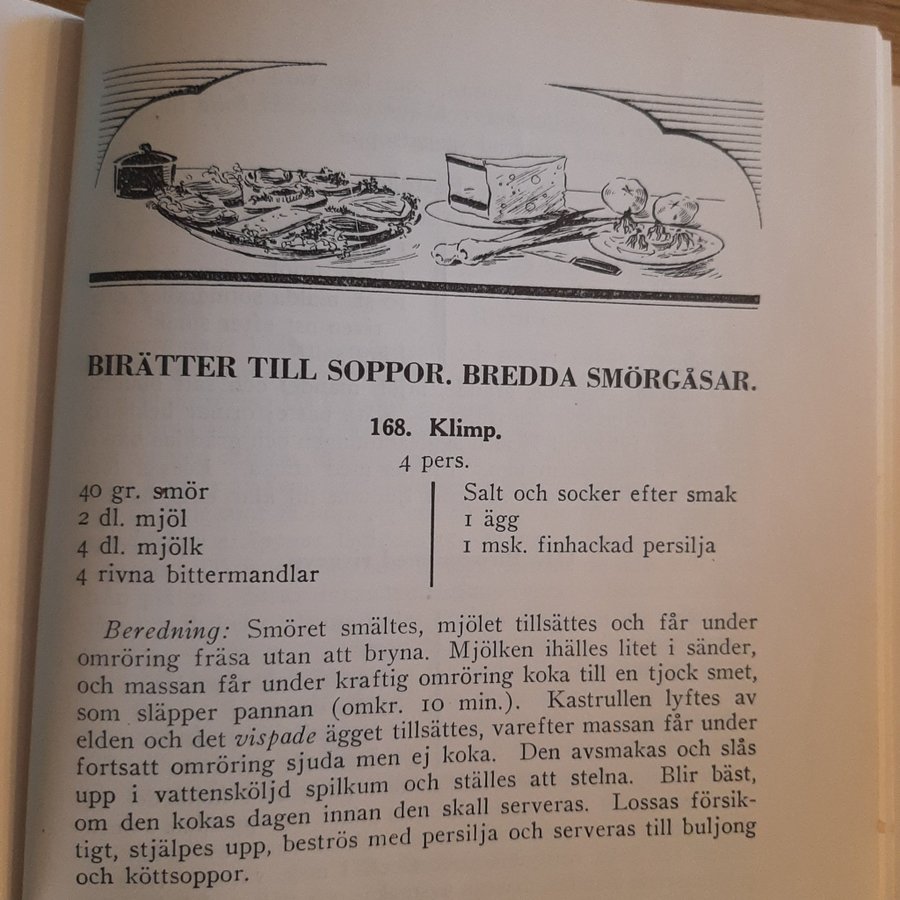 BIRÄTTER TILL SOPPOR. BREDDA SMÖRGÅSAR.
168. Klimp.
4 pers.
40 gr. smör
2 dl. mjöl
4 dl. mjölk
4 rivna bittermandlar
Salt och socker efter smak
1 ägg
1 msk. finhackad persilja
Beredning: Smöret smältes, mjölet tillsättes och får under
omröring fräsa utan att bryna. Mjölken ihälles litet i sänder,
och massan får under kraftig omröring koka till en tjock smet,
som släpper pannan (omkr. 10 min.). Kastrullen lyftes av
elden och det vispade ägget tillsättes, varefter massan får under
fortsatt omröring sjuda men ej koka. Den avsmakas och slås
upp i vattensköljd spilkum och ställes att stelna. Blir bäst,
om den kokas dagen innan den skall serveras. Lossas försik-
tigt, stjälpes upp, beströs med persilja och serveras till buljong
och köttsoppor.